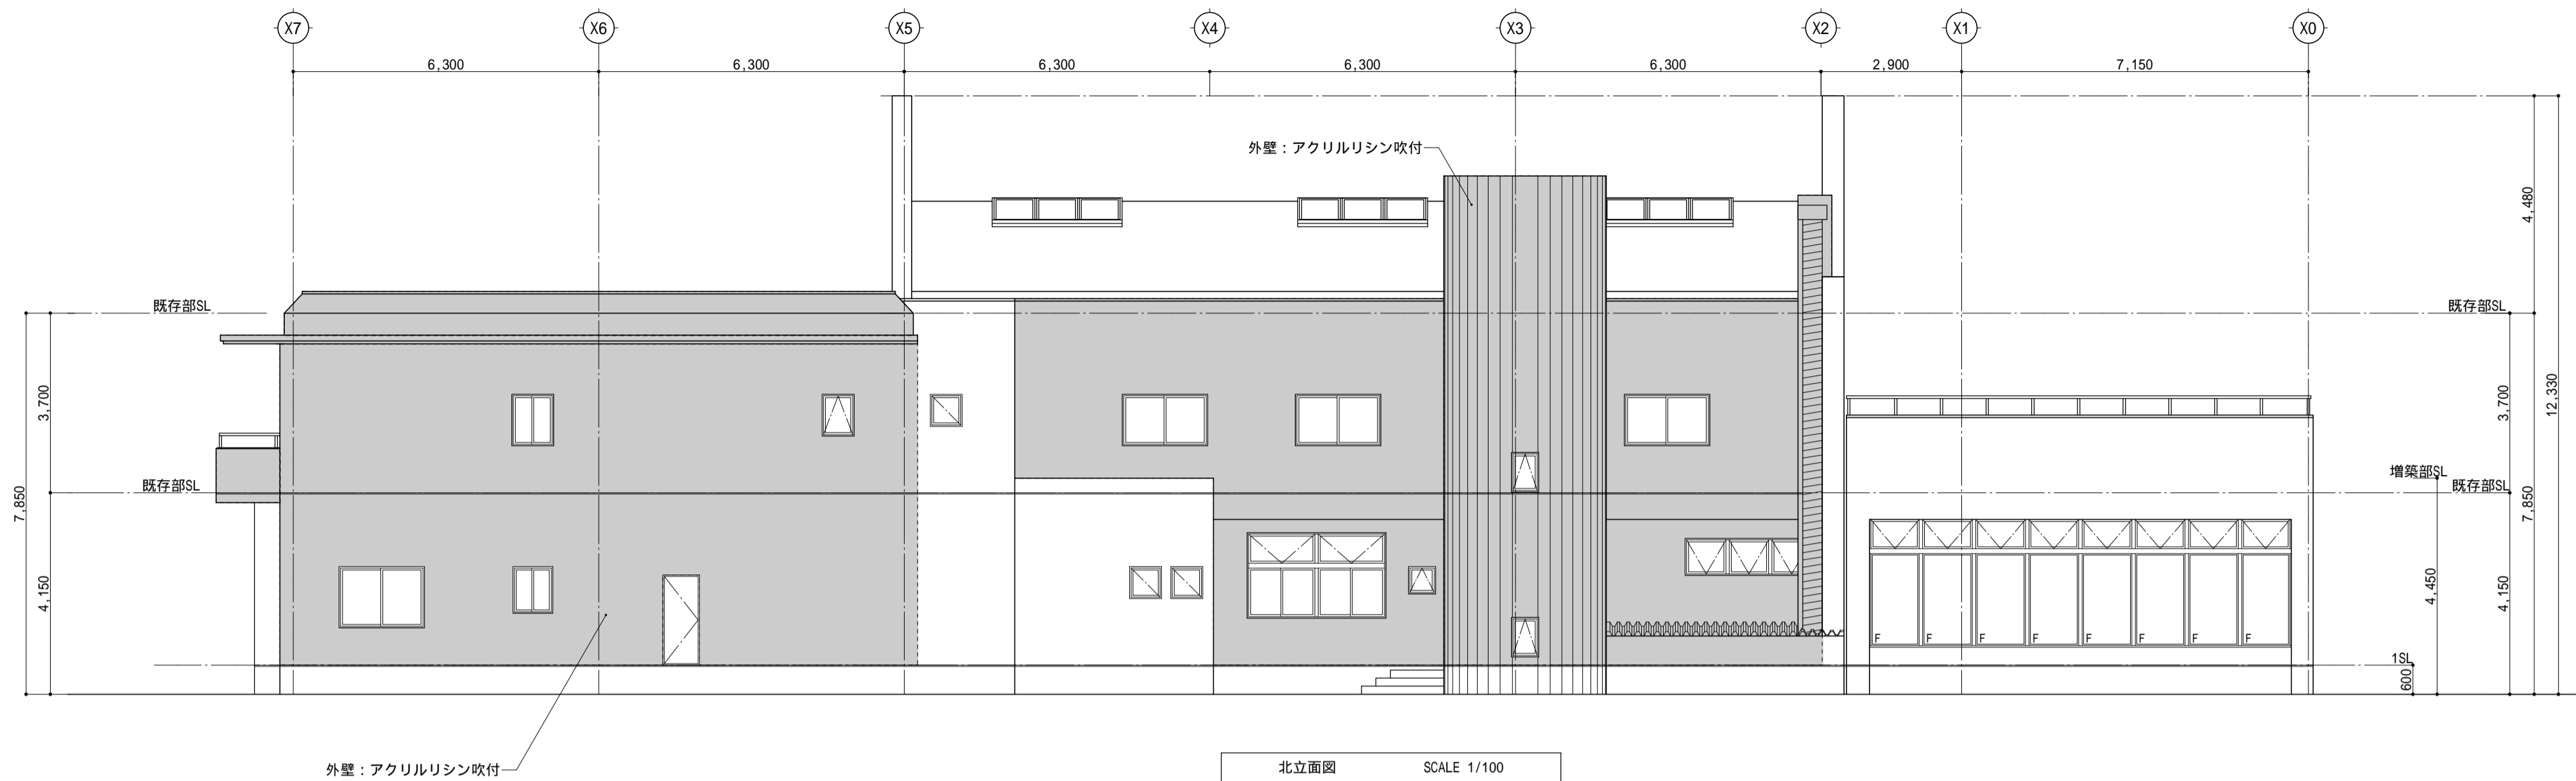 X7 X6 X5 X4 X3 X2 X1 X0
6,300 6,300 6,300 6,300 6,300 2,900 7,150
外壁：アクリルリシン吹付
4,480
12,330
既存部SL
既存部SL
3,700
3,700
7,850
7,850
既存部SL
増築部SL
既存部SL
4,150
4,450
4,150
F F F F F F F F
1SL
600
外壁：アクリルリシン吹付
北立面図 SCALE 1/100